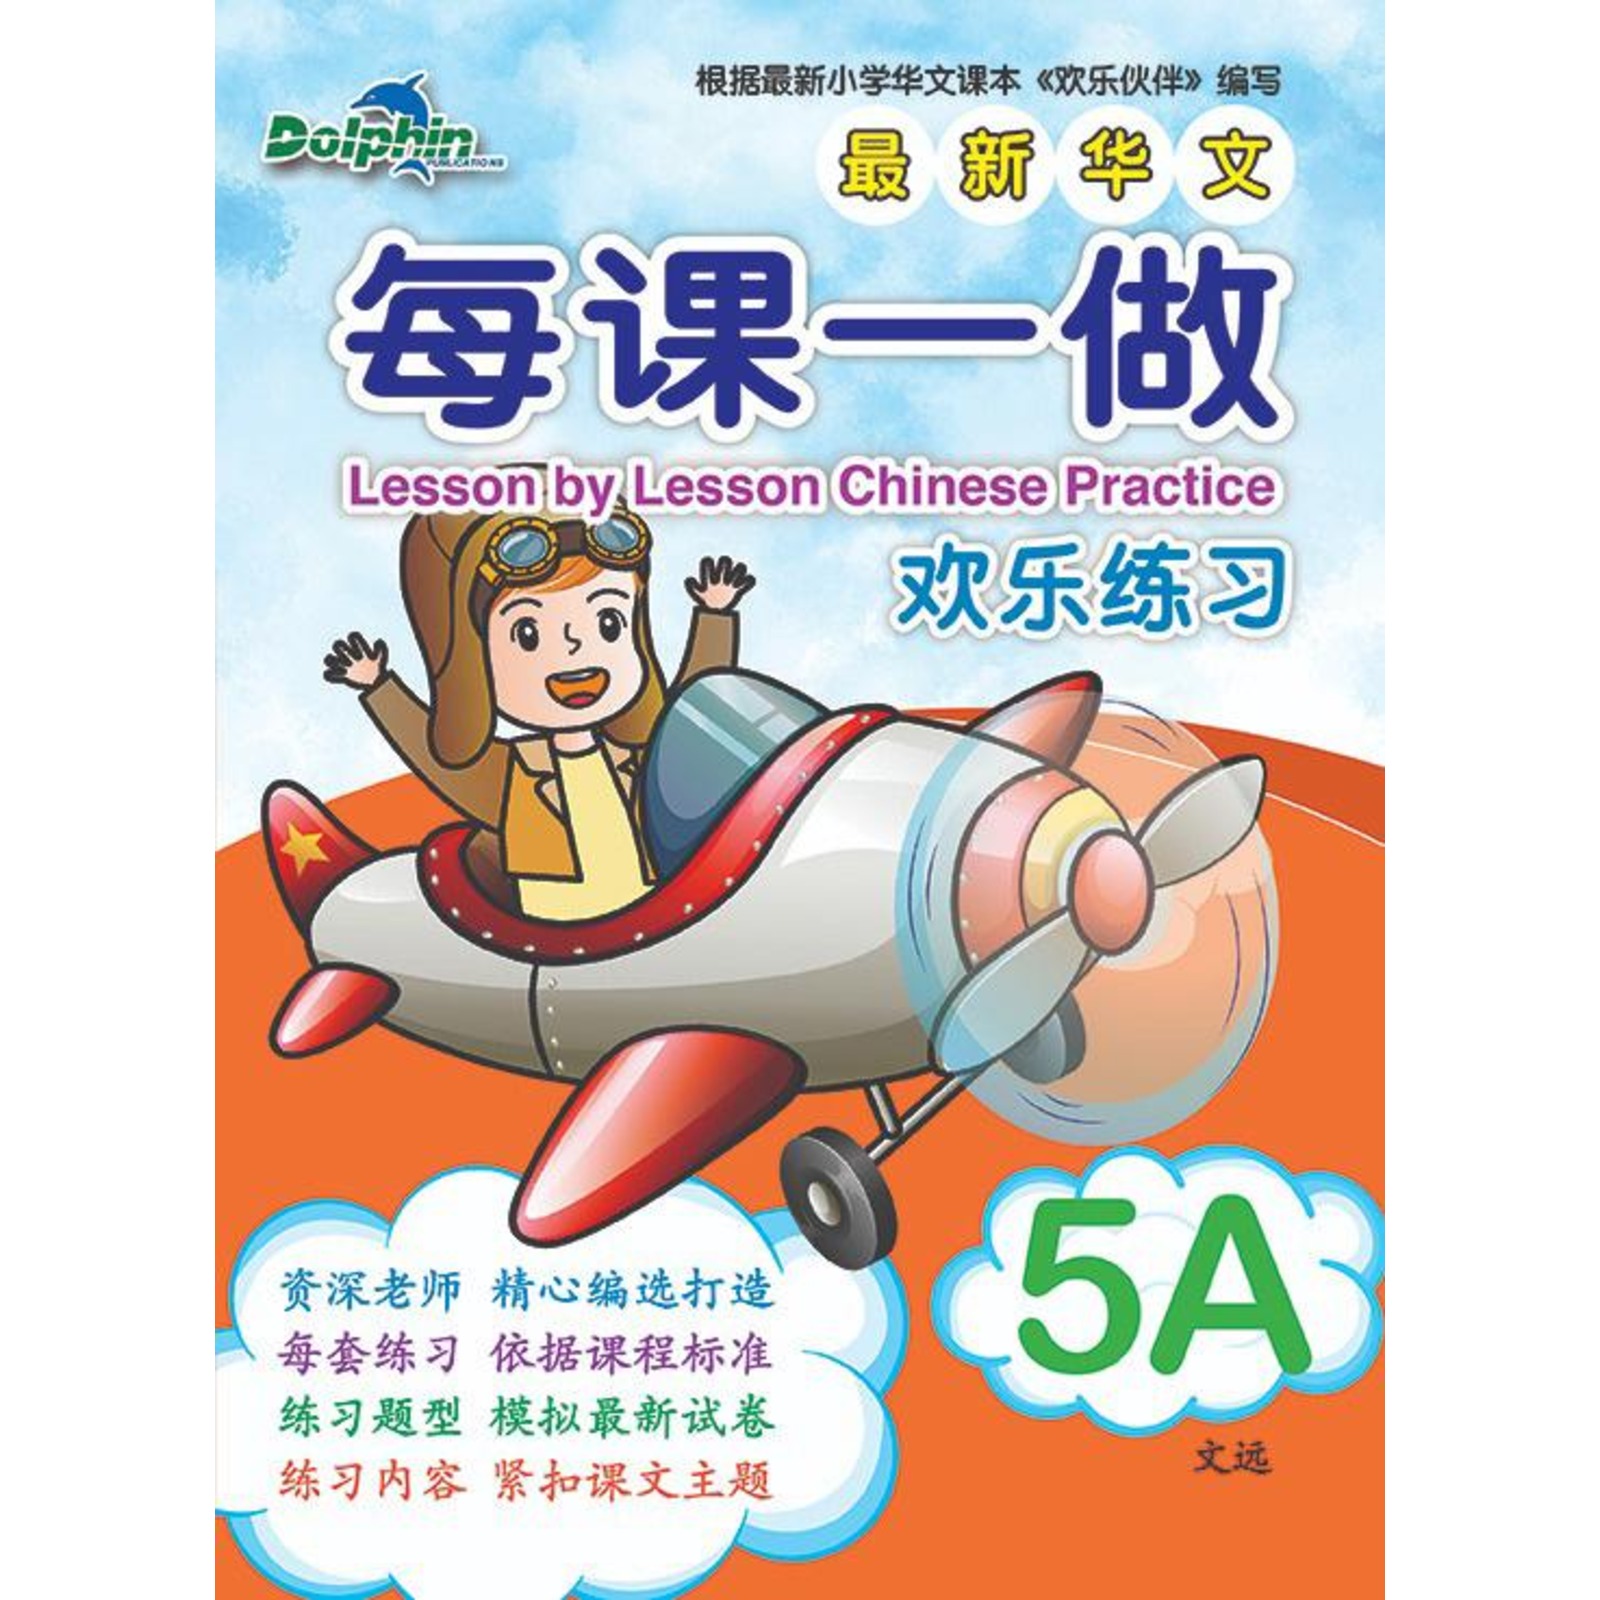 根据最新小学华文课本《欢乐伙伴》编写
Dolphin
PUBLICATIONS
最新华文
每课一做
Lesson by Lesson Chinese Practice
欢乐练习
5A
资深老师 精心编选打造
每套练习 依据课程标准
练习题型 模拟最新试卷
练习内容 紧扣课文主题
文远